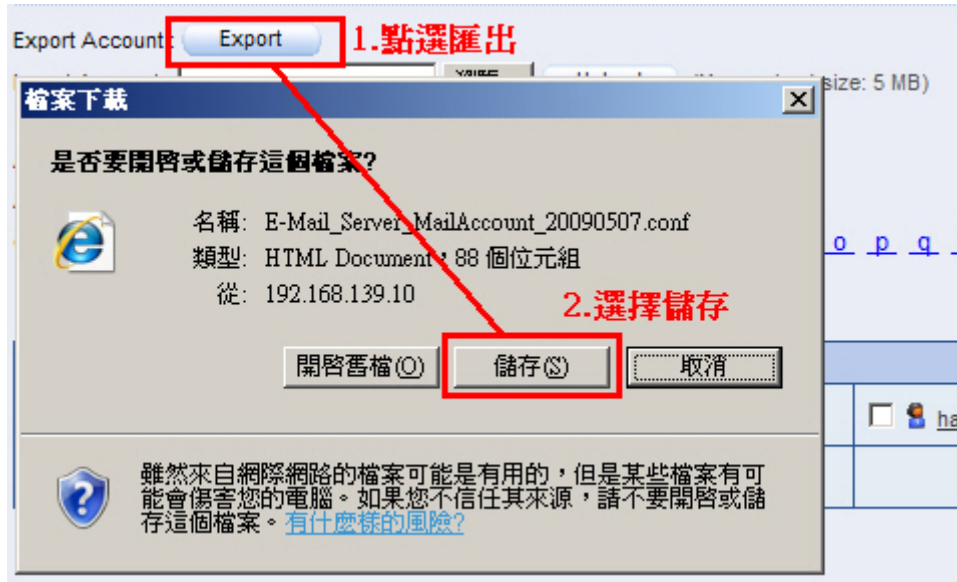 Export Account: Export 1.點選匯出
size: 5 MB)
檔案下載
是否要開啓或儲存這個檔案?
名稱: E-Mail_Server_MailAccount_20090507.conf
類型: HTML Document，88 個位元組
從: 192.168.139.10
o p q
2.選擇儲存
開啓舊檔(O) 儲存(S) 取消
ha
雖然來自網際網路的檔案可能是有用的，但是某些檔案有可
能會傷害您的電腦。如果您不信任其來源，請不要開啓或儲
存這個檔案。有什麼樣的風險?